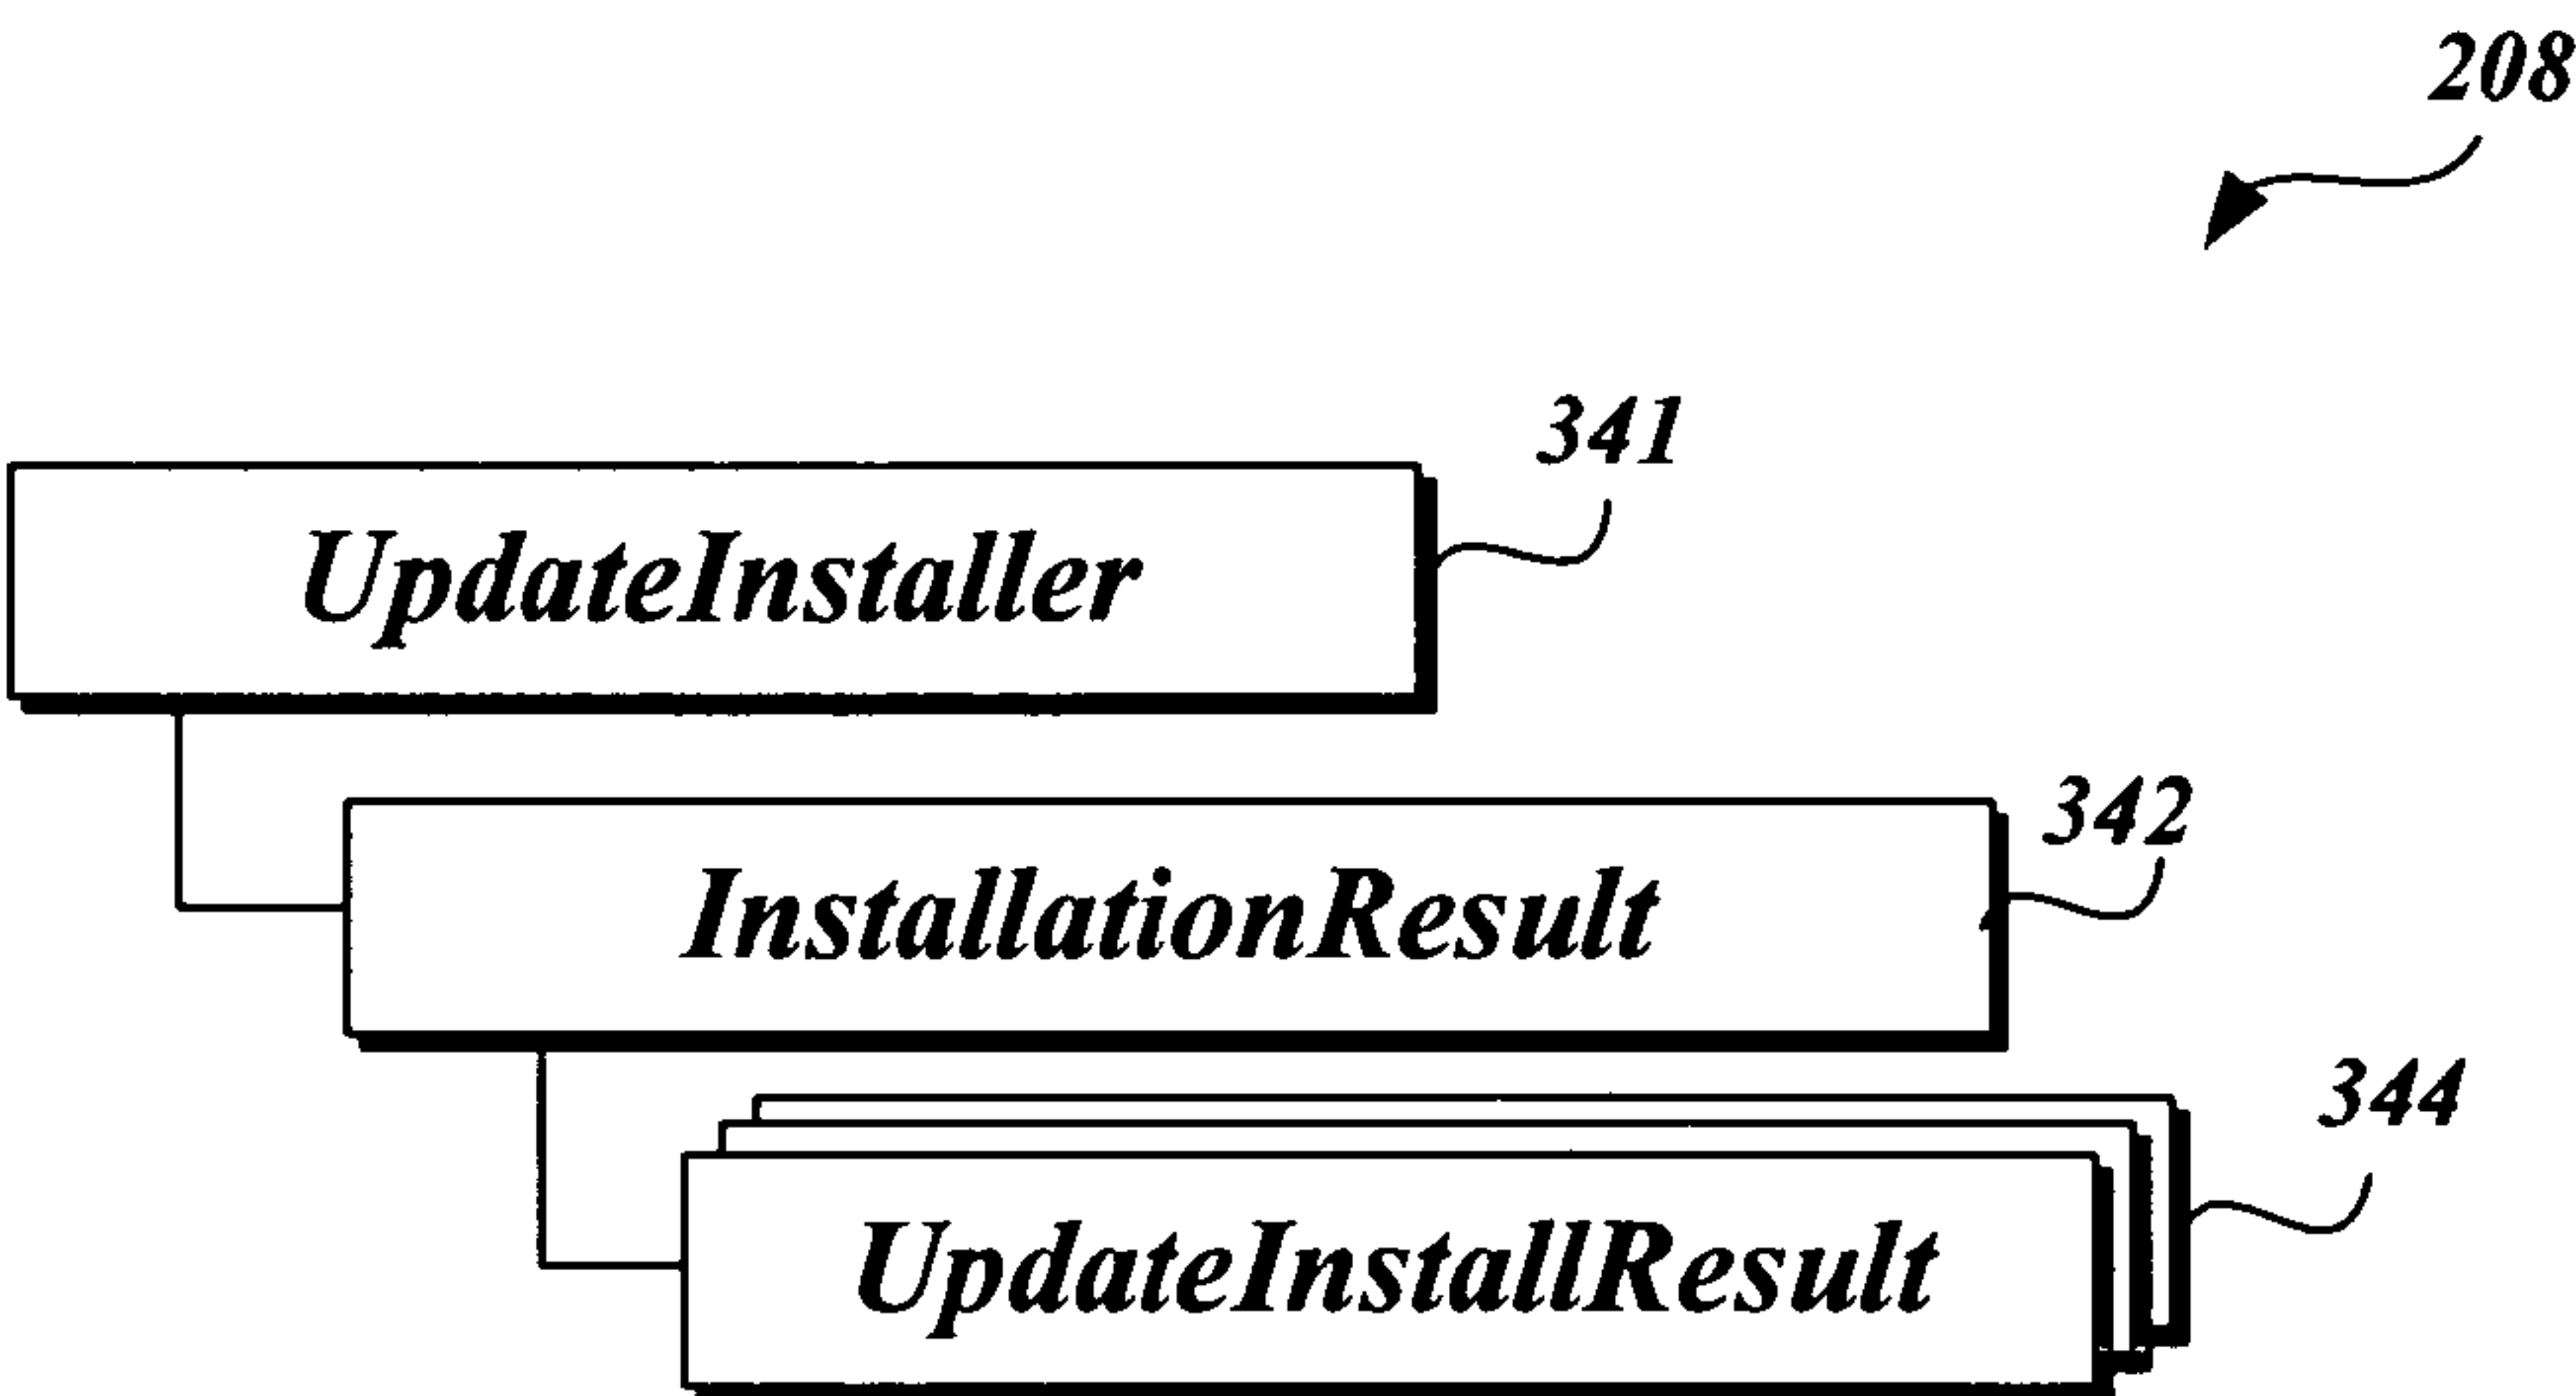 208
341
UpdateInstaller
342
InstallationResult
344
UpdateInstallResult